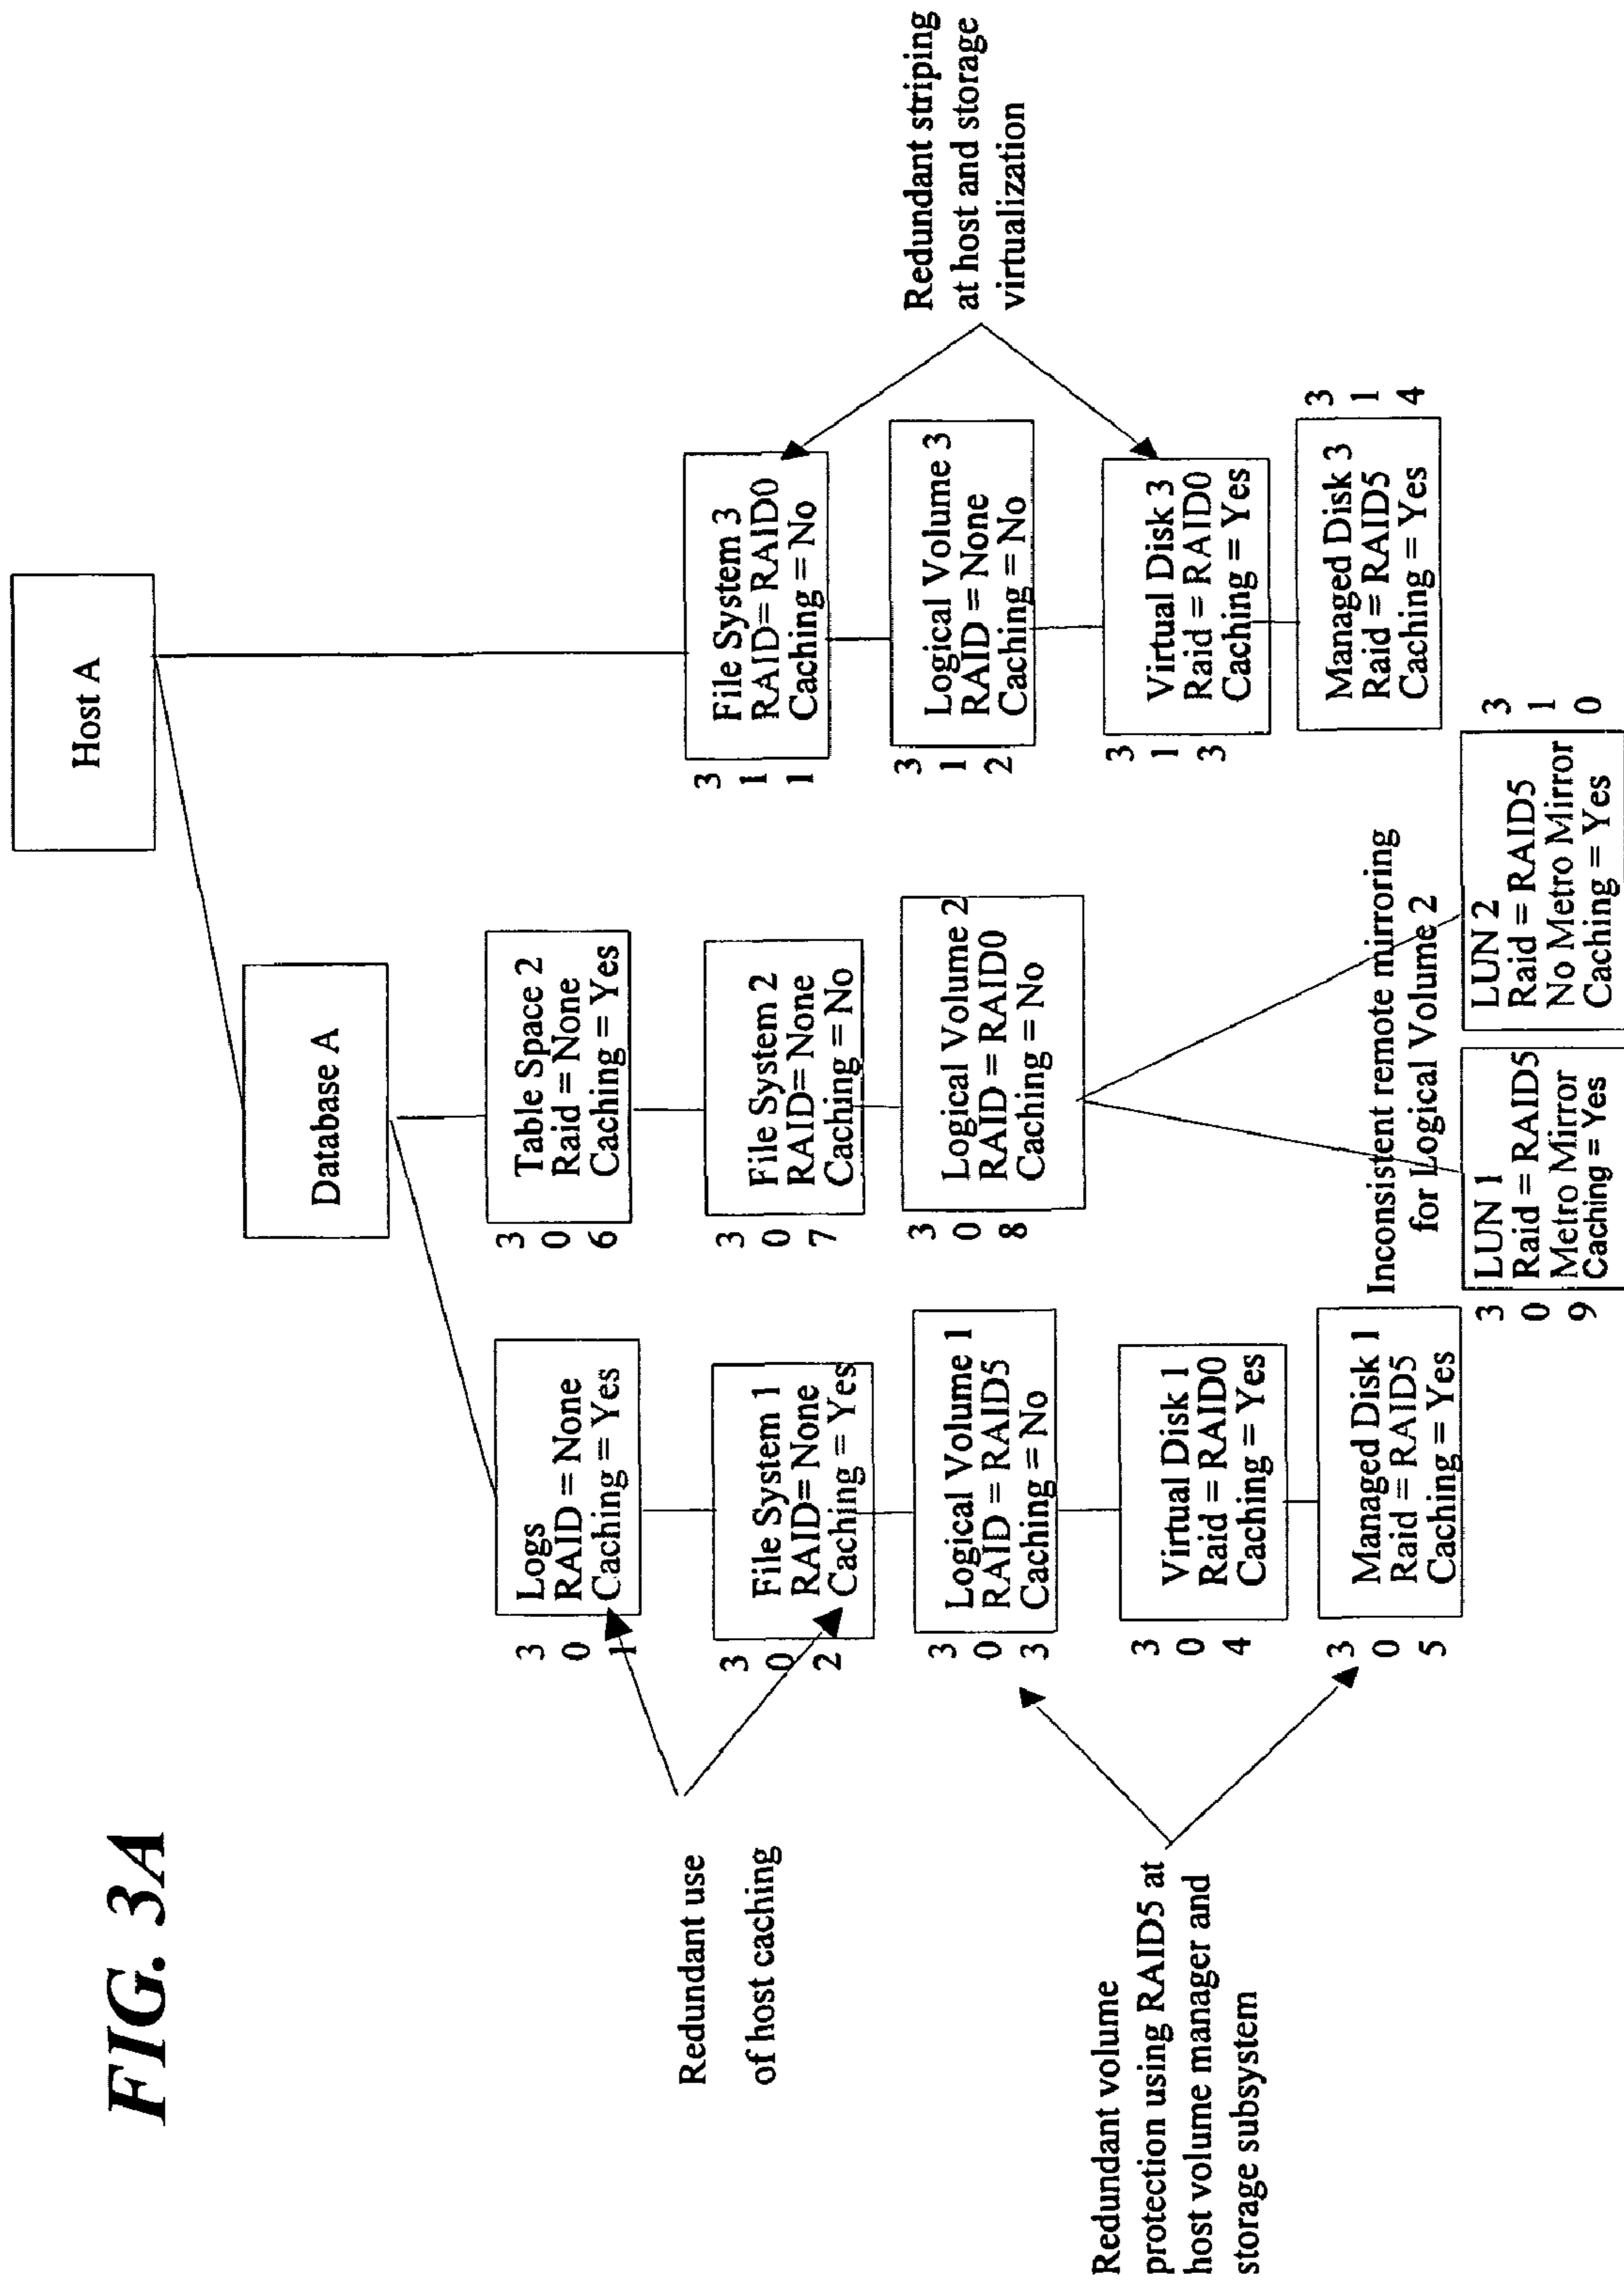 FIG. 3A
Host A
Database A
Logs
RAID = None
Caching = Yes
301
Table Space 2
Raid = None
Caching = Yes
306
File System 3
RAID= RAID0
Caching = No
311
Redundant use
of host caching
File System 1
RAID= None
Caching = Yes
302
File System 2
RAID= None
Caching = No
307
Logical Volume 3
RAID = None
Caching = No
312
Redundant striping
at host and storage
virtualization
Logical Volume 1
RAID = RAID5
Caching = No
303
Logical Volume 2
RAID = RAID0
Caching = No
308
Virtual Disk 3
Raid = RAID0
Caching = Yes
313
Redundant volume
protection using RAID5 at
host volume manager and
storage subsystem
Virtual Disk 1
Raid = RAID0
Caching = Yes
304
Managed Disk 3
Raid = RAID5
Caching = Yes
314
Managed Disk 1
Raid = RAID5
Caching = Yes
305
Inconsistent remote mirroring
for Logical Volume 2
LUN 1
Raid = RAID5
Metro Mirror
Caching = Yes
309
LUN 2
Raid = RAID5
No Metro Mirror
Caching = Yes
310